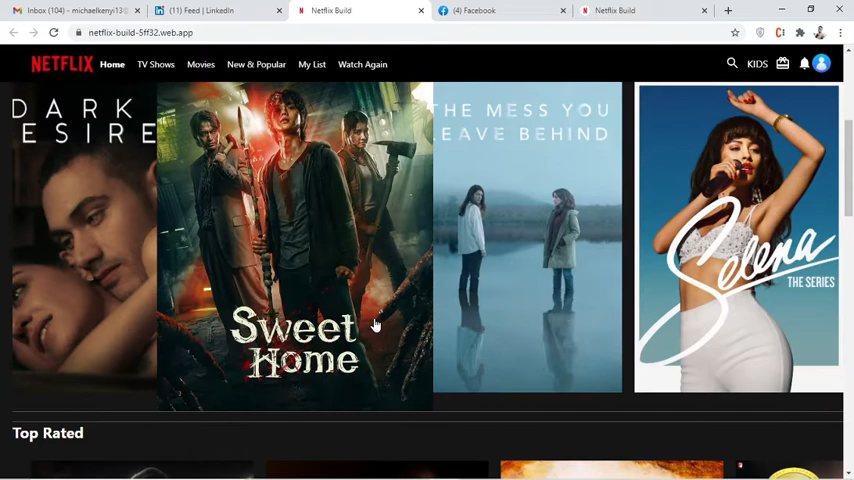 Inbox (104) - michaelkenyi13@
(11) Feed | LinkedIn
Netflix Build
(4) Facebook
Netflix Build
netflix-build-5ff32.web.app
NETFLIX
Home
TV Shows
Movies
New & Popular
My List
Watch Again
KIDS
DARK
ESIRE
Sweet
Home
THE MESS YOU
LEAVE BEHIND
Selena
THE SERIES
Top Rated